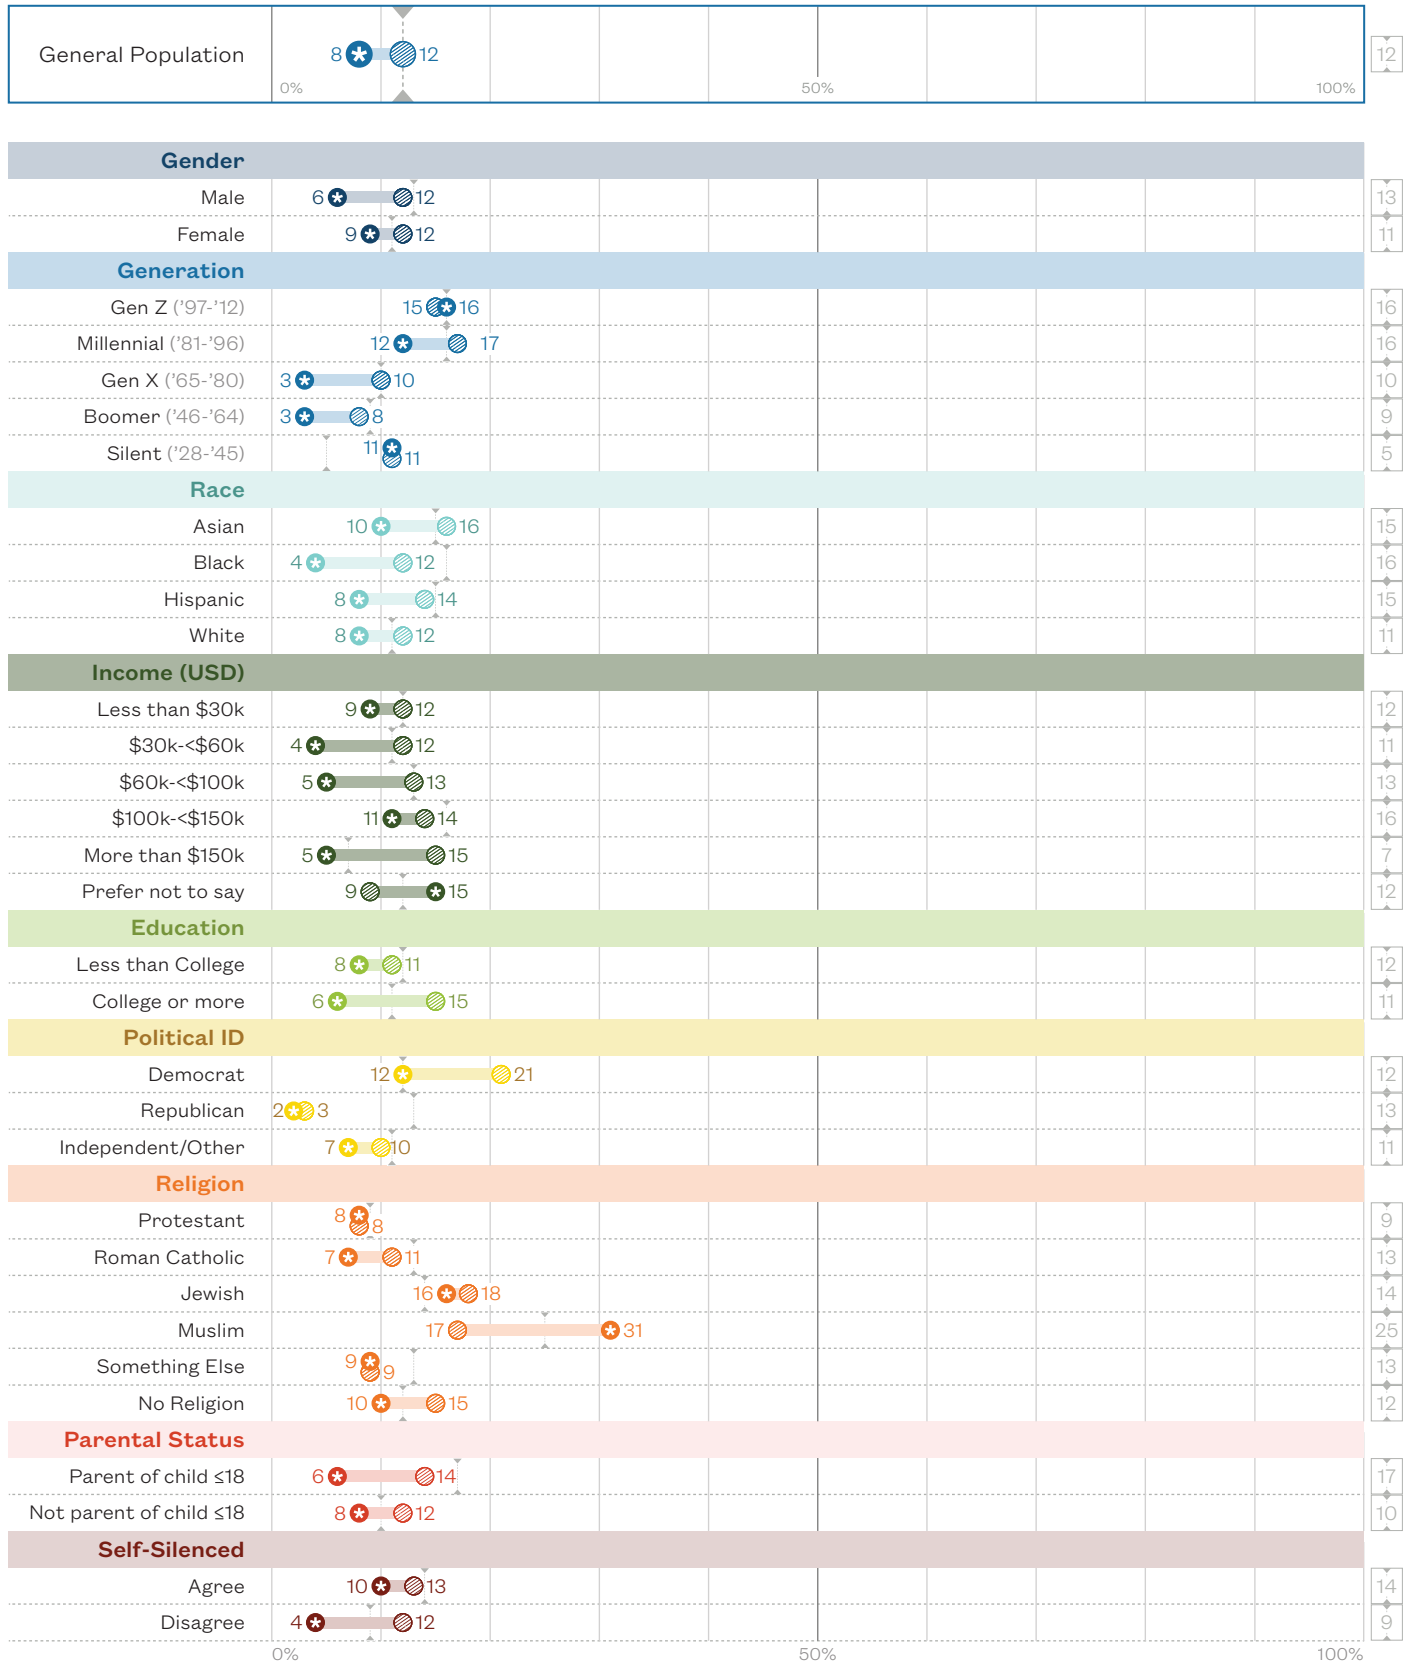 General Population 8 12 12
0% 50% 100%
Gender
Male 6 12 13
Female 9 12 11
Generation
Gen Z (’97-’12) 15 16 16
Millennial (’81-’96) 12 17 16
Gen X (’65-’80) 3 10 10
Boomer (’46-’64) 3 8 9
Silent (’28-’45) 11 11 5
Race
Asian 10 16 15
Black 4 12 16
Hispanic 8 14 15
White 8 12 11
Income (USD)
Less than $30k 9 12 12
$30k-<$60k 4 12 11
$60k-<$100k 5 13 13
$100k-<$150k 11 14 16
More than $150k 5 15 7
Prefer not to say 9 15 12
Education
Less than College 8 11 12
College or more 6 15 11
Political ID
Democrat 12 21 12
Republican 2 3 13
Independent/Other 7 10 11
Religion
Protestant 8 8 9
Roman Catholic 7 11 13
Jewish 16 18 14
Muslim 17 31 25
Something Else 9 9 13
No Religion 10 15 12
Parental Status
Parent of child ≤18 6 14 17
Not parent of child ≤18 8 12 10
Self-Silenced
Agree 10 13 14
Disagree 4 12 9
0% 50% 100%